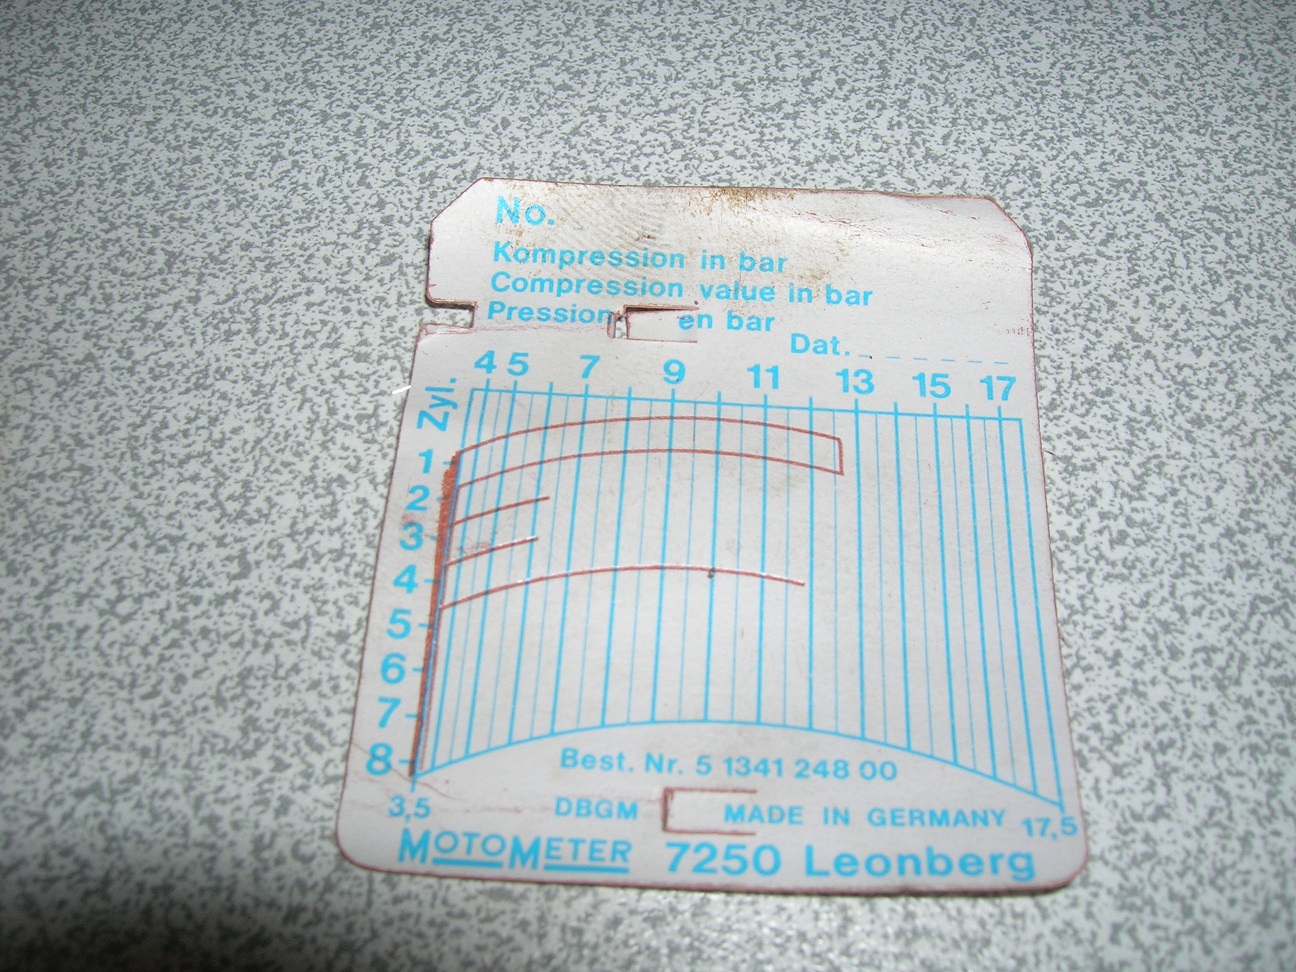 No.
Kompression in bar
Compression value in bar
Pression en bar
Dat.
4 5 7 9 11 13 15 17
Zyl.
1
2
3
4
5
6
7
8
3,5
17,5
Best. Nr. 5 1341 248 00
DBGM MADE IN GERMANY
MOTOMETER 7250 Leonberg